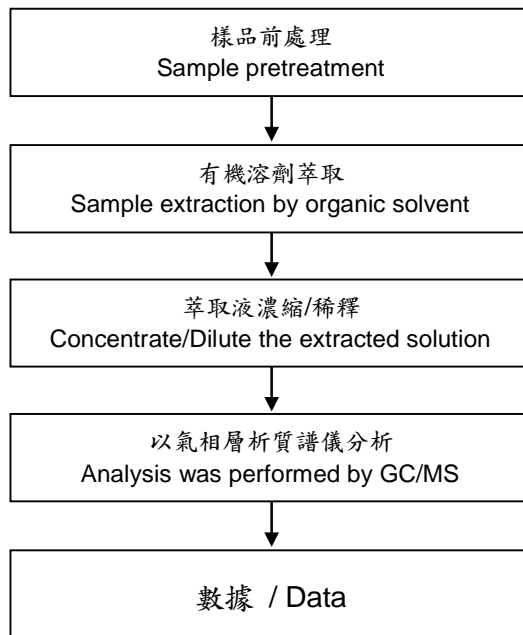 樣品前處理
Sample pretreatment
有機溶劑萃取
Sample extraction by organic solvent
萃取液濃縮/稀釋
Concentrate/Dilute the extracted solution
以氣相層析質譜儀分析
Analysis was performed by GC/MS
數據 / Data